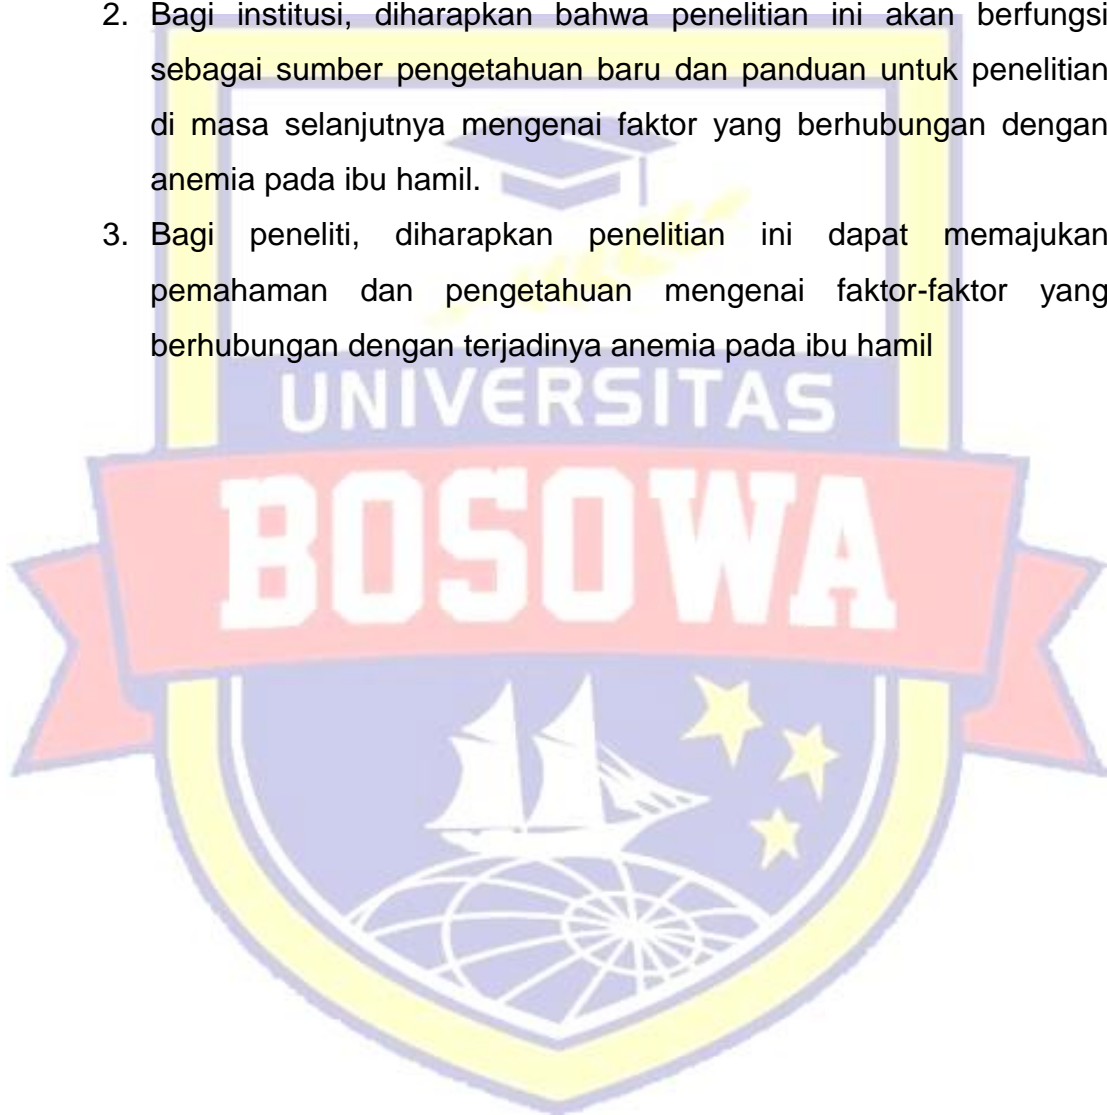 2. Bagi institusi, diharapkan bahwa penelitian ini akan berfungsi
sebagai sumber pengetahuan baru dan panduan untuk penelitian
di masa selanjutnya mengenai faktor yang berhubungan dengan
anemia pada ibu hamil.
3. Bagi peneliti, diharapkan penelitian ini dapat memajukan
pemahaman dan pengetahuan mengenai faktor-faktor yang
berhubungan dengan terjadinya anemia pada ibu hamil
UNIVERSITAS
BOSOWA